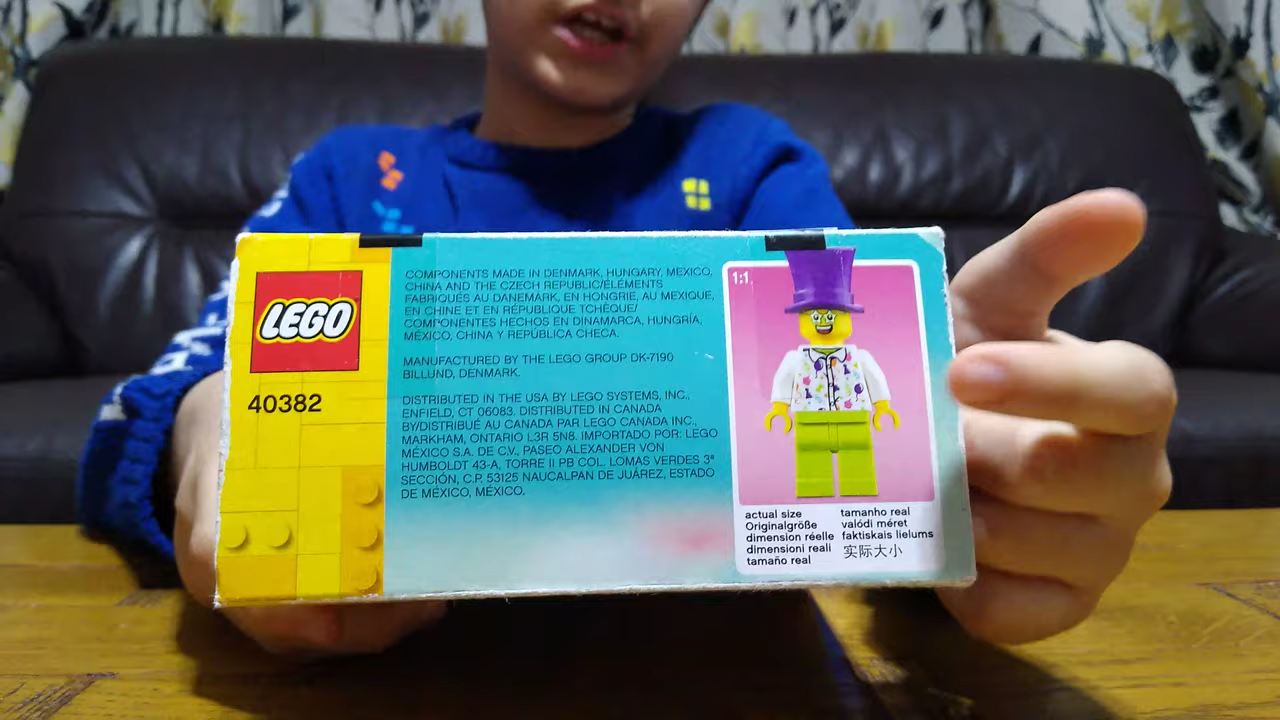 LEGO
40382
COMPONENTS MADE IN DENMARK, HUNGARY, MEXICO,
CHINA AND THE CZECH REPUBLIC/ÉLÉMENTS
FABRIQUÉS AU DANEMARK, EN HONGRIE, AU MEXIQUE,
EN CHINE ET EN RÉPUBLIQUE TCHÈQUE/
COMPONENTES HECHOS EN DINAMARCA, HUNGRÍA,
MÉXICO, CHINA Y REPÚBLICA CHECA.
MANUFACTURED BY THE LEGO GROUP DK-7190
BILLUND, DENMARK.
DISTRIBUTED IN THE USA BY LEGO SYSTEMS, INC.,
ENFIELD, CT 06083. DISTRIBUTED IN CANADA
BY/DISTRIBUÉ AU CANADA PAR LEGO CANADA INC.,
MARKHAM, ONTARIO L3R 5N8. IMPORTADO POR: LEGO
MÉXICO S.A. DE C.V., PASEO ALEXANDER VON
HUMBOLDT 43-A, TORRE II PB COL. LOMAS VERDES 3ª
SECCIÓN, C.P. 53125 NAUCALPAN DE JUÁREZ, ESTADO
DE MÉXICO, MÉXICO.
1:1
actual size
Originalgröße
dimension réelle
dimensioni reali
tamaño real
tamanho real
valódi méret
faktiskais lielums
实际大小